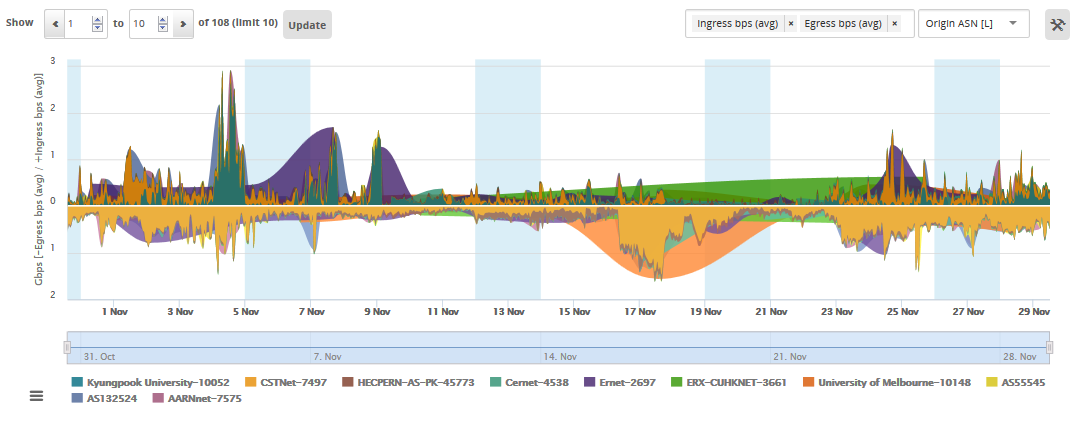 Show < 1 to 10 > of 108 (limit 10) Update Ingress bps (avg) × Egress bps (avg) × Origin ASN [L]
Gbps [-Egress bps (avg) / +Ingress bps (avg)]
3
2
1
0
1
2
1 Nov 3 Nov 5 Nov 7 Nov 9 Nov 11 Nov 13 Nov 15 Nov 17 Nov 19 Nov 21 Nov 23 Nov 25 Nov 27 Nov 29 Nov
31. Oct 7. Nov 14. Nov 21. Nov 28. Nov
Kyungpook University-10052 CSTNet-7497 HECPERN-AS-PK-45773 Cernet-4538 Ernet-2697 ERX-CUHKNET-3661 University of Melbourne-10148 AS55545
AS132524 AARNnet-7575